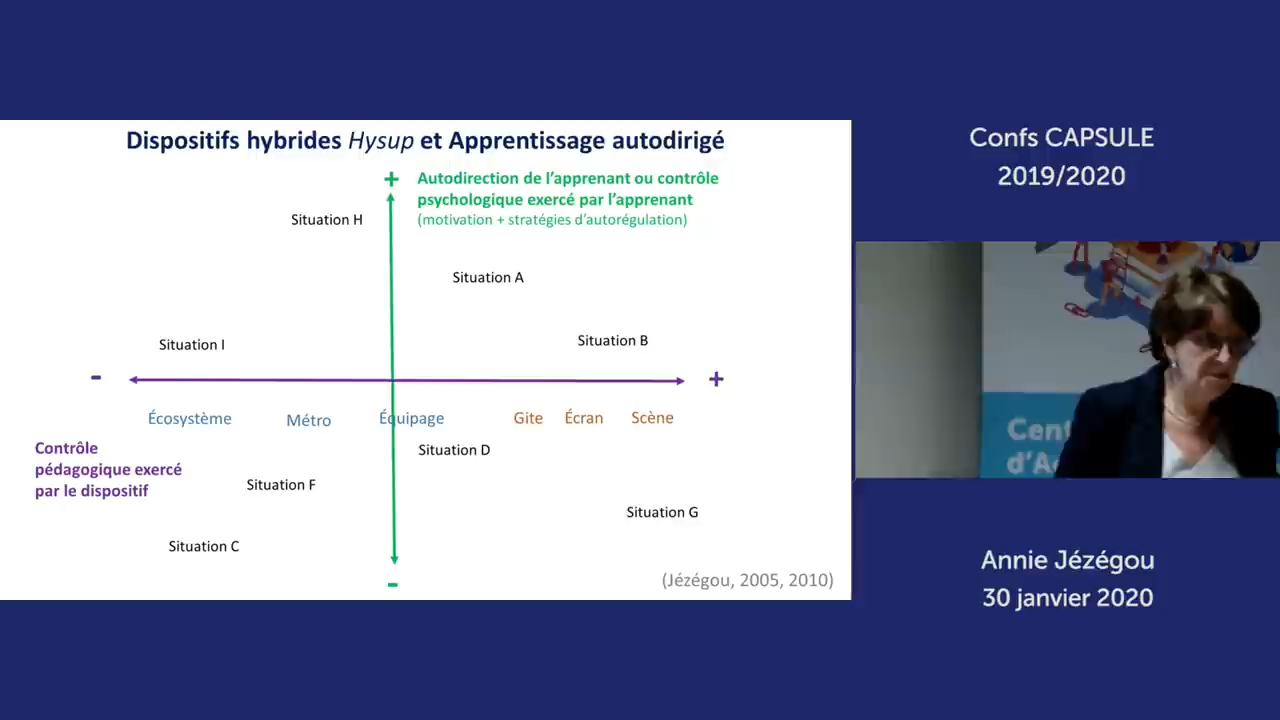 Dispositifs hybrides Hysup et Apprentissage autodirigé
+
Autodirection de l'apprenant ou contrôle
psychologique exercé par l'apprenant
(motivation + stratégies d'autorégulation)
Situation H
Situation A
Situation B
Situation I
-
+
Écosystème
Métro
Équipage
Gite
Écran
Scène
Contrôle
pédagogique exercé
par le dispositif
Situation D
Situation F
Situation G
Situation C
-
(Jézégou, 2005, 2010)
Confs CAPSULE
2019/2020
Cent
d'A
Annie Jézégou
30 janvier 2020